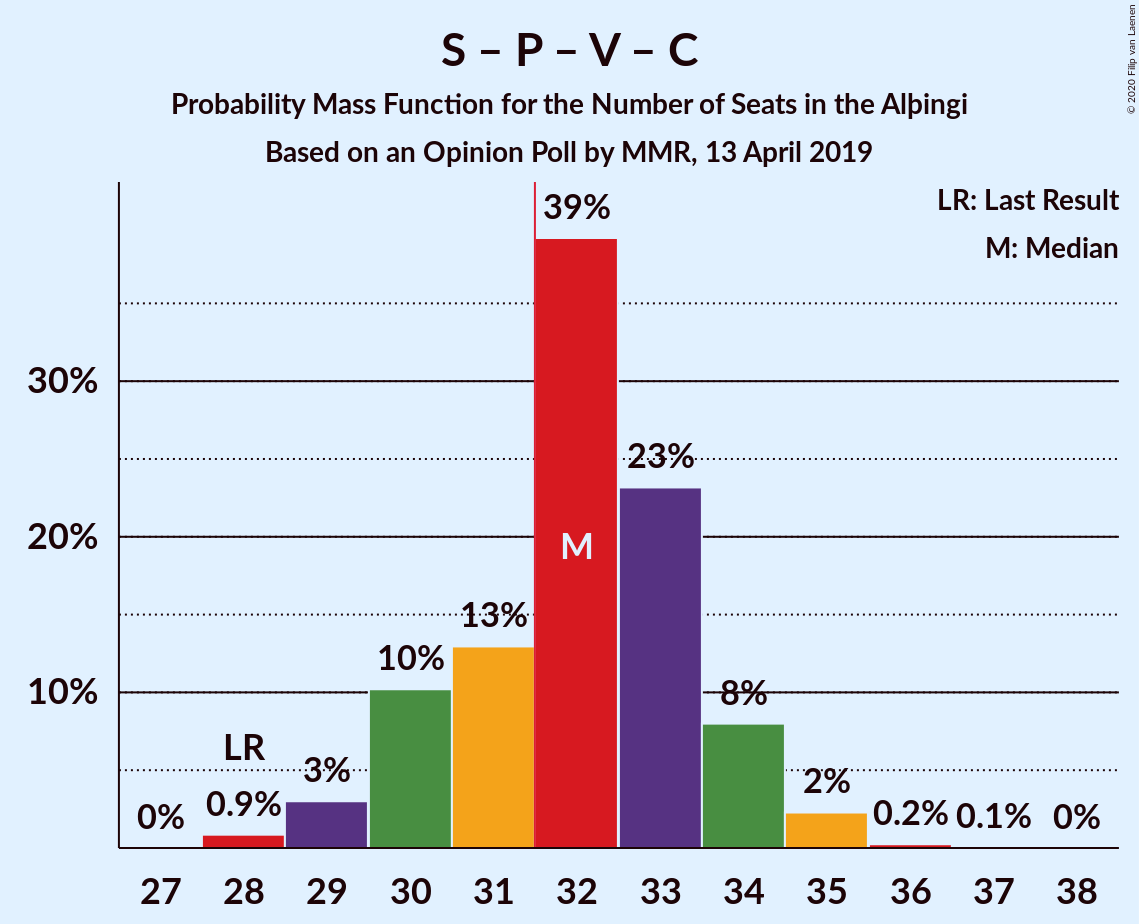 S – P – V – C
Probability Mass Function for the Number of Seats in the Alþingi
Based on an Opinion Poll by MMR, 13 April 2019
© 2020 Filip van Laenen
LR: Last Result
M: Median
39%
30%
23%
20%
M
13%
10%
10%
8%
LR
3%
2%
0%
0.9%
0.2%
0.1%
0%
27 28 29 30 31 32 33 34 35 36 37 38